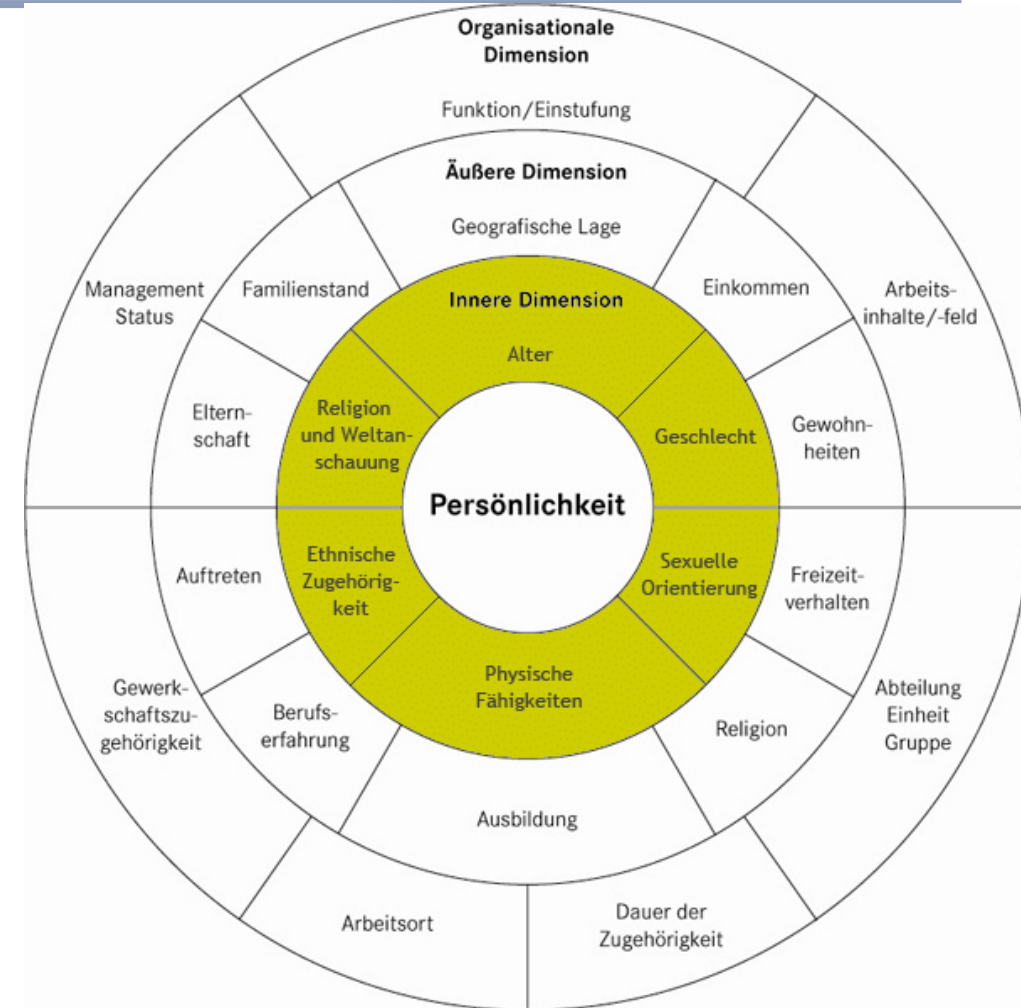 Organisationale
Dimension
Funktion/Einstufung
Äußere Dimension
Geografische Lage
Innere Dimension
Alter
Management
Status
Familienstand
Einkommen
Arbeits-
inhalte/-feld
Eltern-
schaft
Religion
und Weltan-
schauung
Geschlecht
Gewohn-
heiten
Persönlichkeit
Auftreten
Ethnische
Zugehörig-
keit
Sexuelle
Orientierung
Freizeit-
verhalten
Physische
Fähigkeiten
Gewerk-
schaftszu-
gehörigkeit
Berufs-
erfahrung
Religion
Abteilung
Einheit
Gruppe
Ausbildung
Arbeitsort
Dauer der
Zugehörigkeit